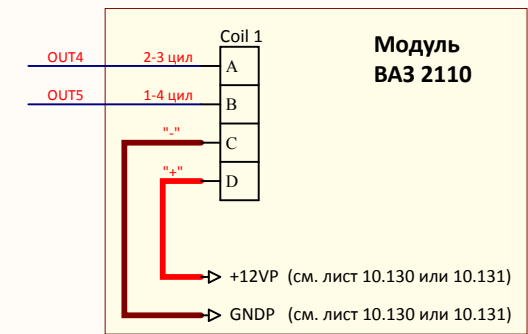 Coil 1
Модуль
ВАЗ 2110
OUT4 2-3 цил A
OUT5 1-4 цил B
"-" C
"+" D
+12VP (см. лист 10.130 или 10.131)
GNDP (см. лист 10.130 или 10.131)